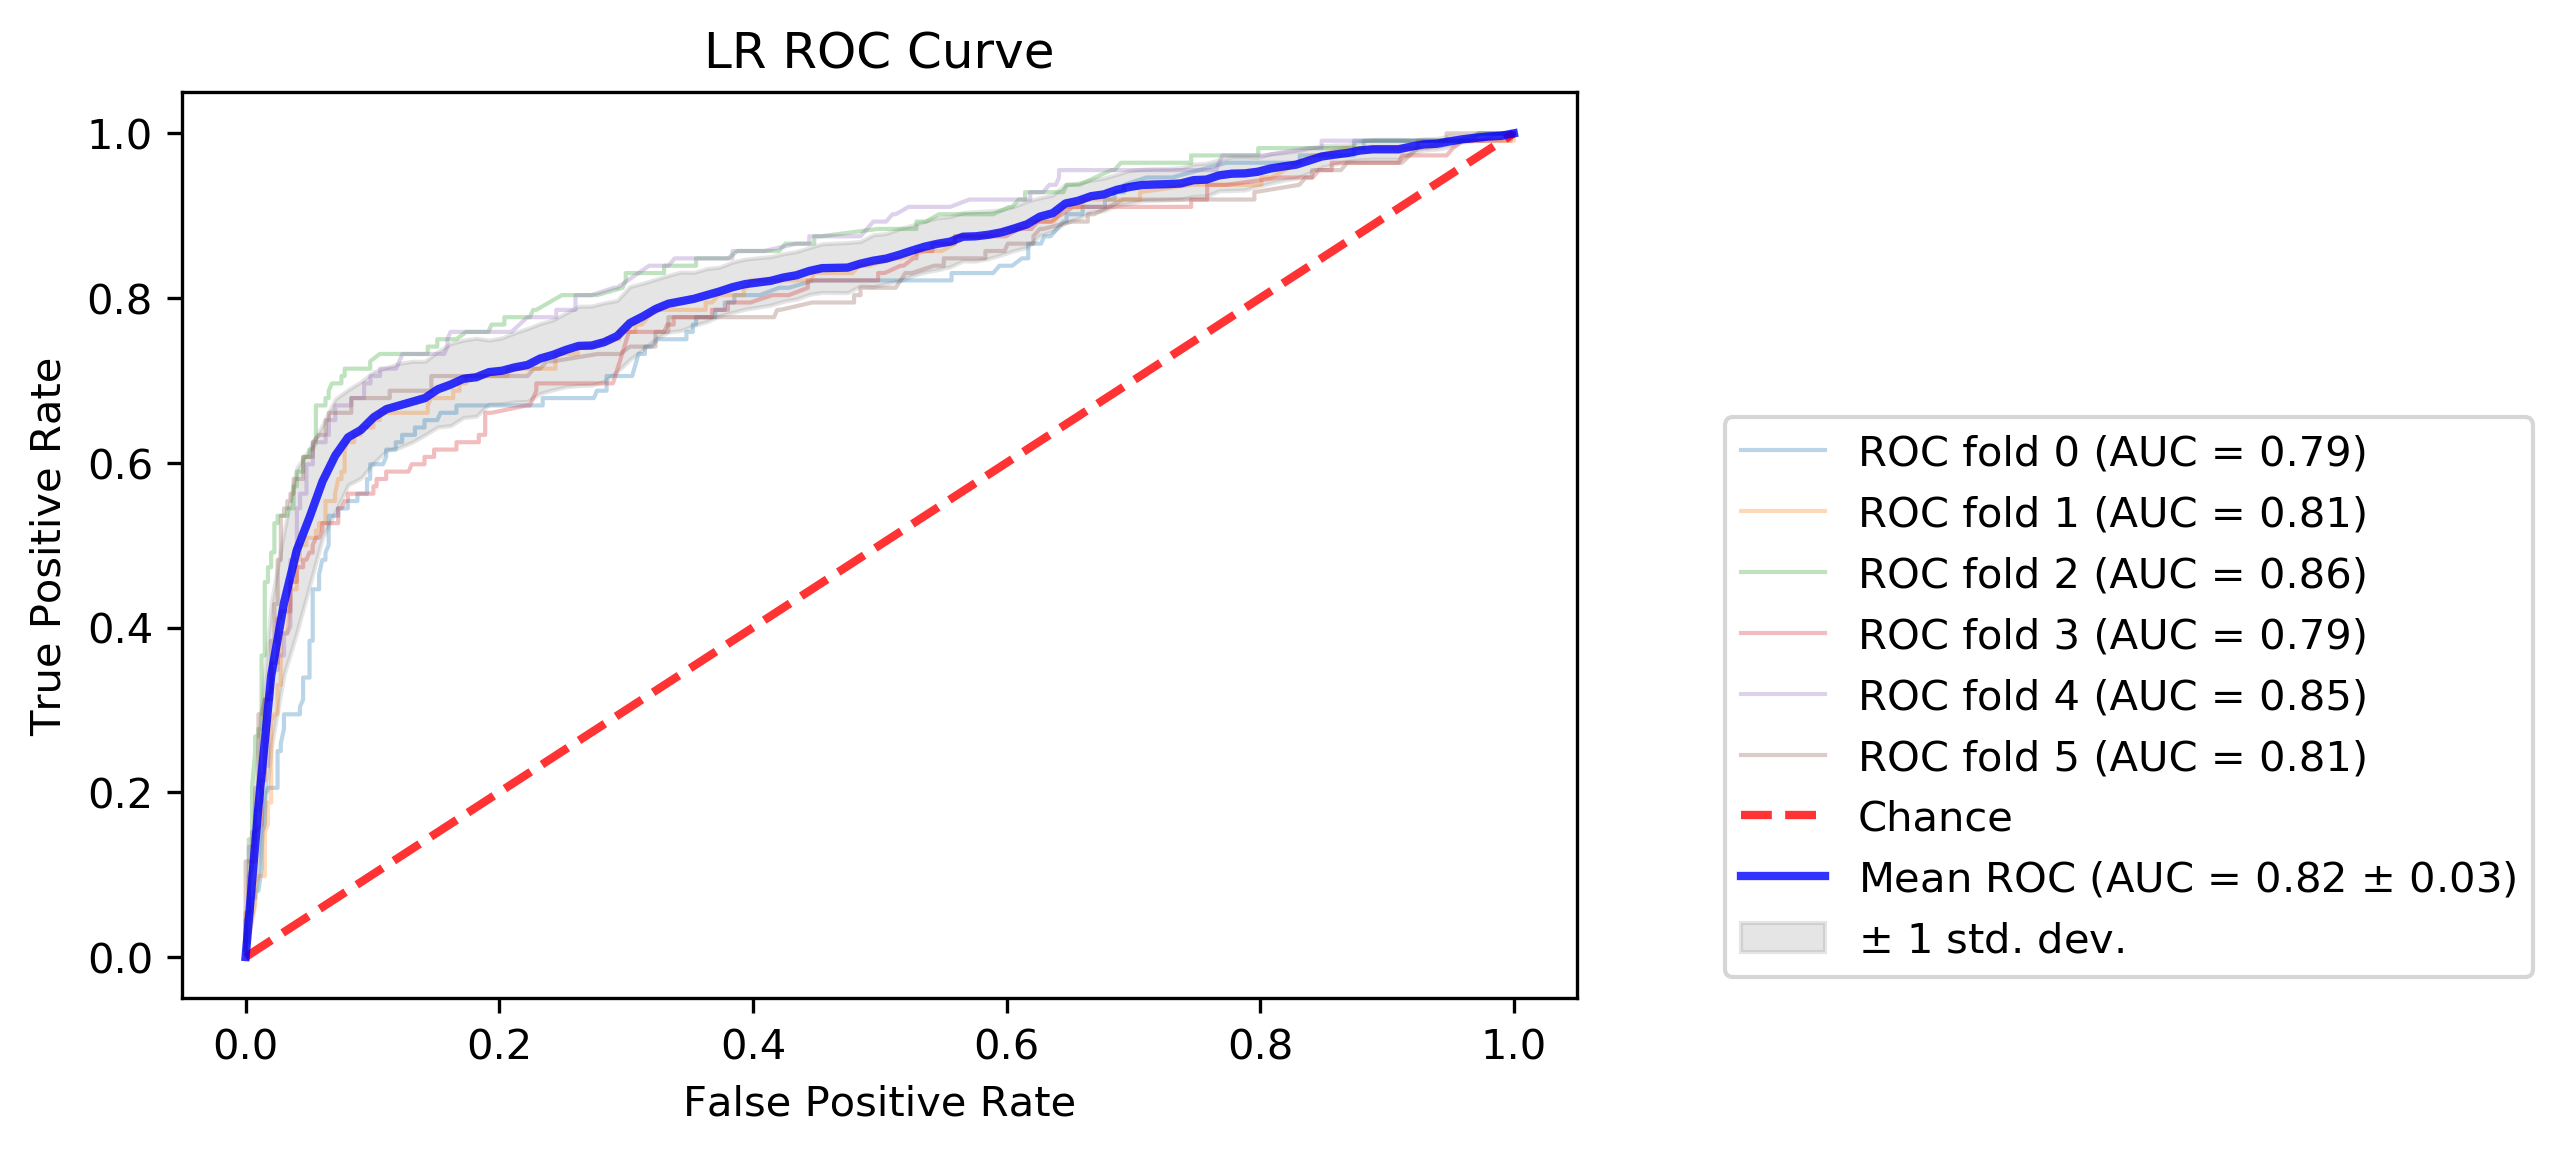 LR ROC Curve
1.0
0.8
0.6
0.4
0.2
0.0
True Positive Rate
0.0 0.2 0.4 0.6 0.8 1.0
False Positive Rate
ROC fold 0 (AUC = 0.79)
ROC fold 1 (AUC = 0.81)
ROC fold 2 (AUC = 0.86)
ROC fold 3 (AUC = 0.79)
ROC fold 4 (AUC = 0.85)
ROC fold 5 (AUC = 0.81)
Chance
Mean ROC (AUC = 0.82 ± 0.03)
± 1 std. dev.